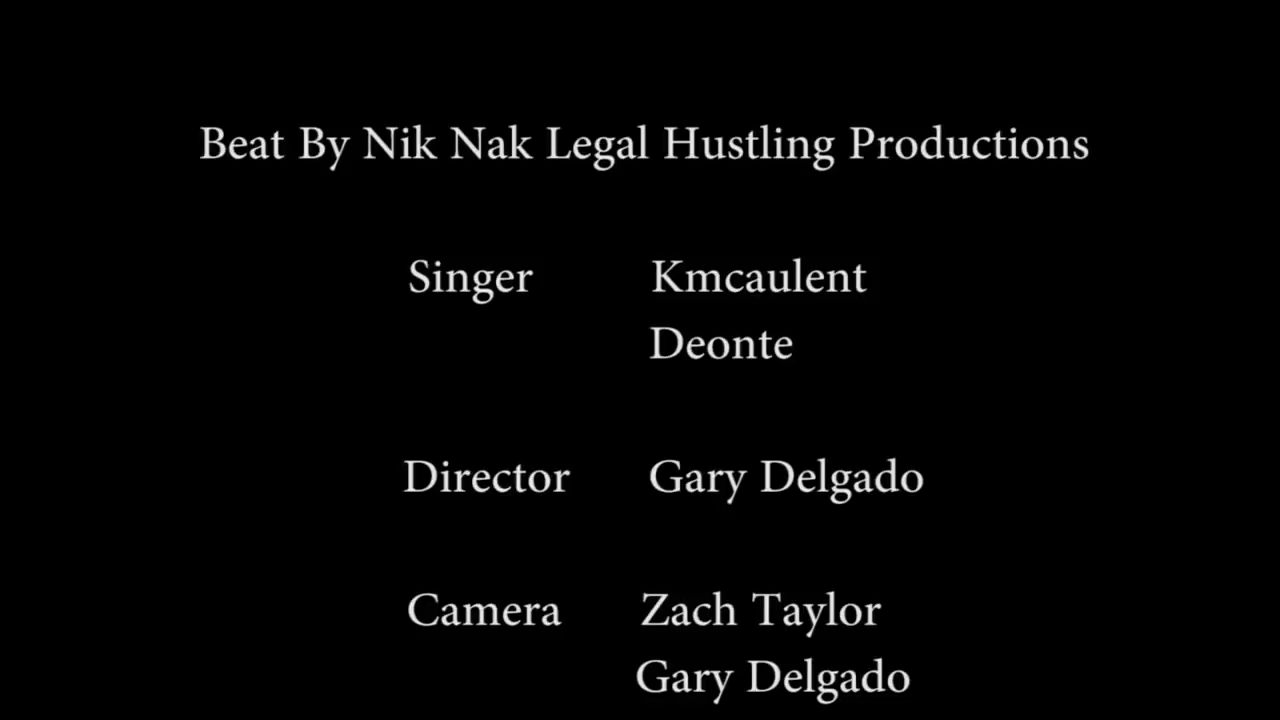 Beat By Nik Nak Legal Hustling Productions
Singer Kmcaulent
Deonte
Director Gary Delgado
Camera Zach Taylor
Gary Delgado